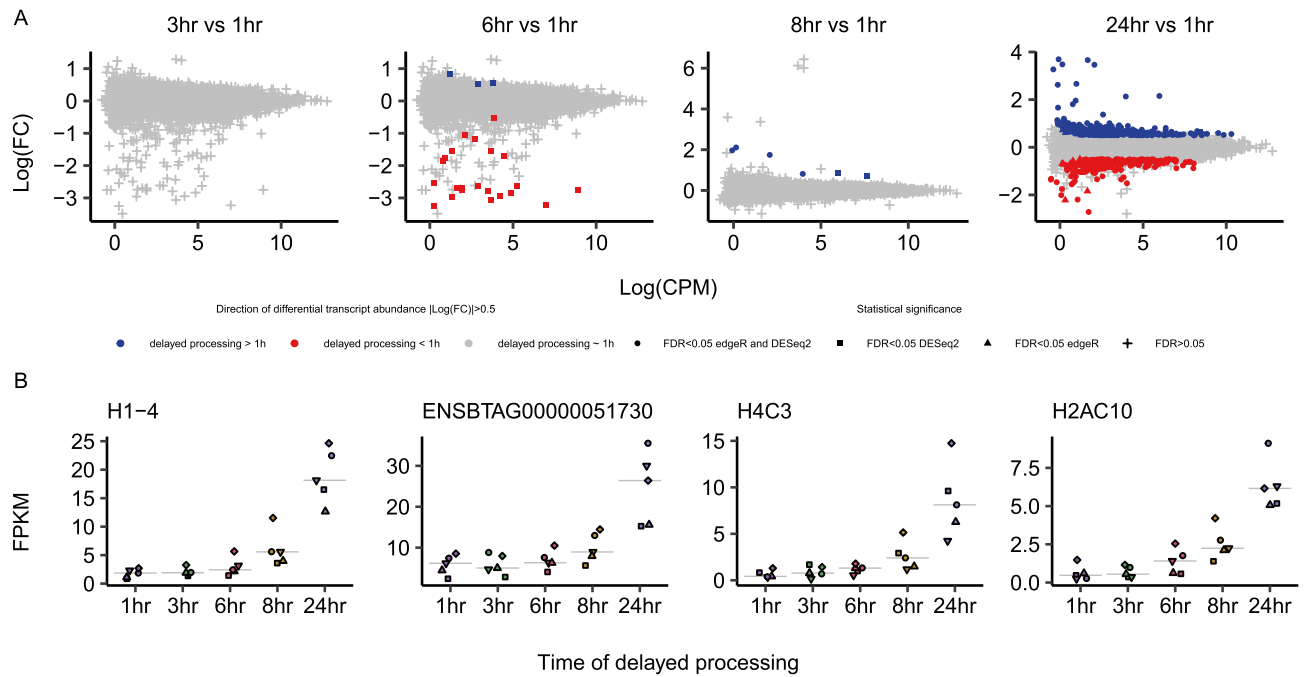 A
3hr vs 1hr
6hr vs 1hr
8hr vs 1hr
24hr vs 1hr
Log(FC)
1
0
−1
−2
−3
0
5
10
1
0
−1
−2
−3
0
5
10
6
4
2
0
0
5
10
4
2
0
−2
0
5
10
Log(CPM)
Direction of differential transcript abundance |Log(FC)|>0.5
Statistical significance
delayed processing > 1h
delayed processing < 1h
delayed processing ~ 1h
FDR<0.05 edgeR and DESeq2
FDR<0.05 DESeq2
FDR<0.05 edgeR
FDR>0.05
B
H1−4
ENSBTAG00000051730
H4C3
H2AC10
FPKM
25
20
15
10
5
0
1hr 3hr 6hr 8hr 24hr
30
20
10
1hr 3hr 6hr 8hr 24hr
15
10
5
0
1hr 3hr 6hr 8hr 24hr
7.5
5.0
2.5
0.0
1hr 3hr 6hr 8hr 24hr
Time of delayed processing